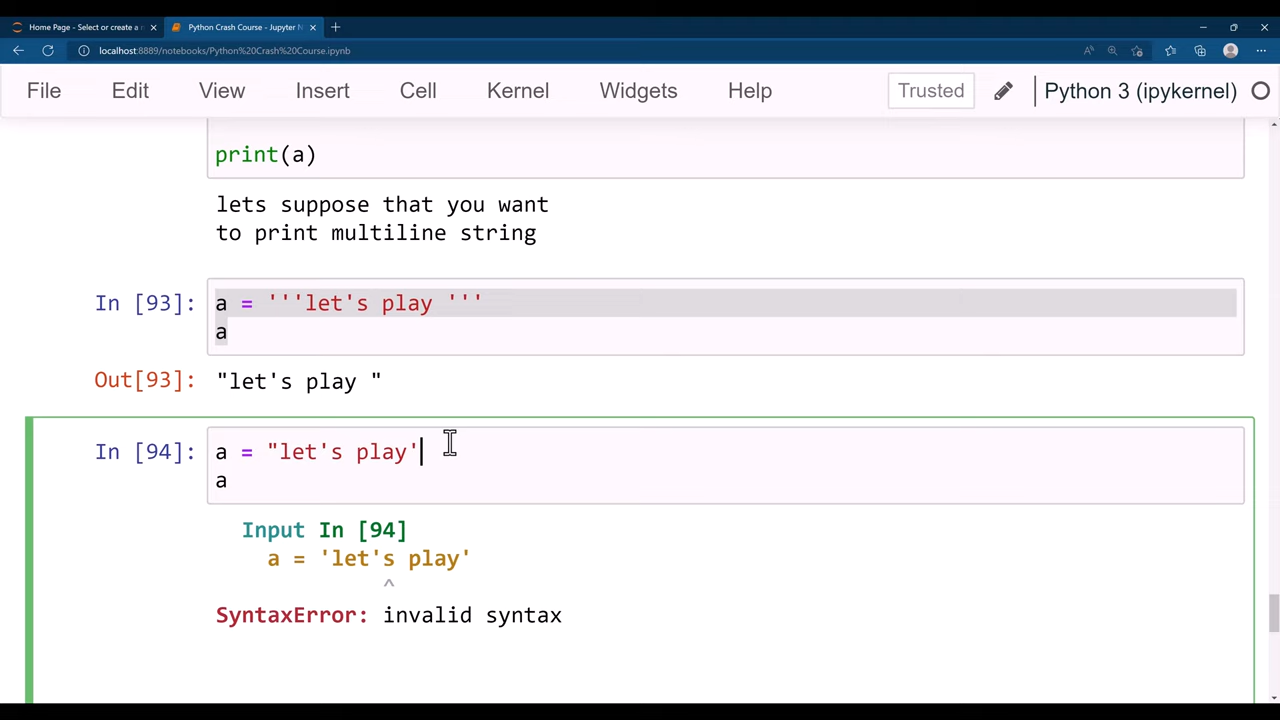 Home Page - Select or create a n
Python Crash Course - Jupyter N
localhost:8889/notebooks/Python%20Crash%20Course.ipynb
File Edit View Insert Cell Kernel Widgets Help Trusted Python 3 (ipykernel)
print(a)
lets suppose that you want
to print multiline string
In [93]: a = '''let's play '''
a
Out[93]: "let's play "
In [94]: a = "let's play'
a
Input In [94]
a = 'let's play'
^
SyntaxError: invalid syntax